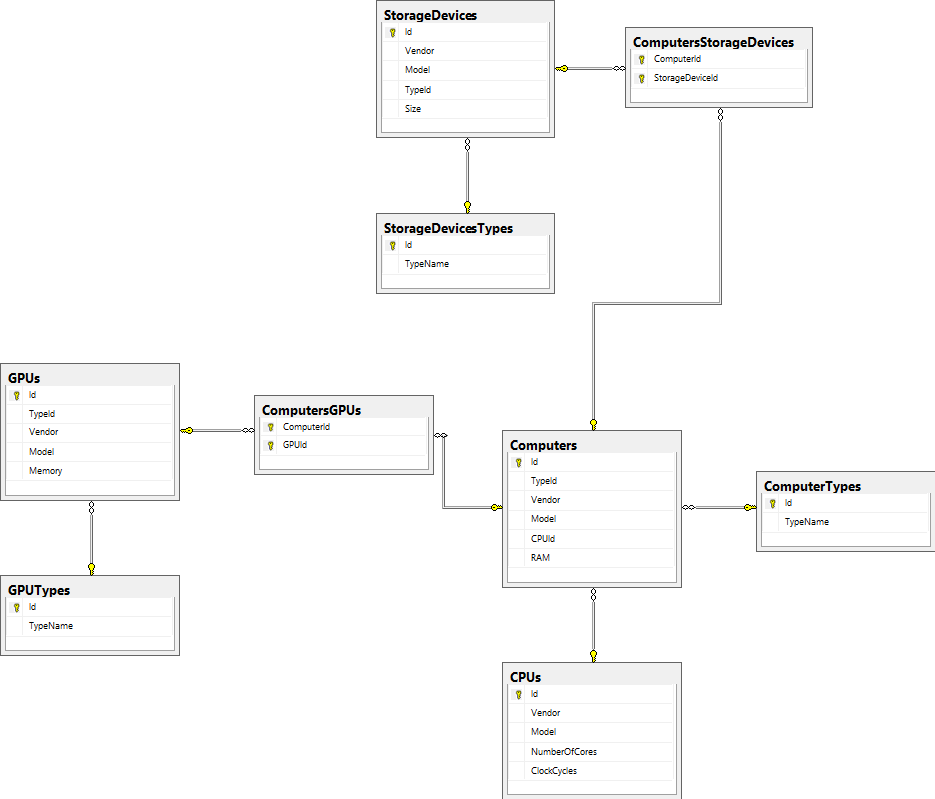 StorageDevices
Id
Vendor
Model
TypeId
Size
ComputersStorageDevices
ComputerId
StorageDeviceId
StorageDevicesTypes
Id
TypeName
GPUs
Id
TypeId
Vendor
Model
Memory
ComputersGPUs
ComputerId
GPUId
Computers
Id
TypeId
Vendor
Model
CPUId
RAM
ComputerTypes
Id
TypeName
GPUTypes
Id
TypeName
CPUs
Id
Vendor
Model
NumberOfCores
ClockCycles